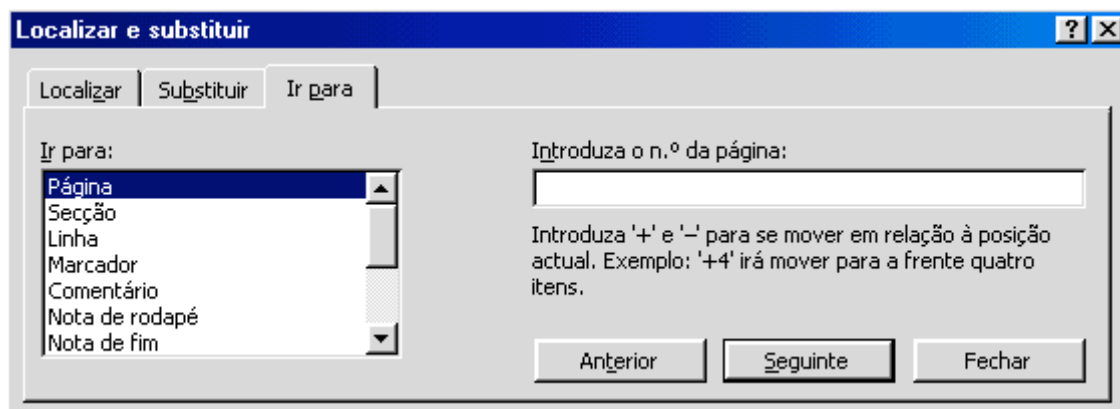 Localizar e substituir
Localizar
Substituir
Ir para
Ir para:
Página
Secção
Linha
Marcador
Comentário
Nota de rodapé
Nota de fim
Introduza o n.º da página:
Introduza '+' e '–' para se mover em relação à posição
actual. Exemplo: '+4' irá mover para a frente quatro
itens.
Anterior
Seguinte
Fechar